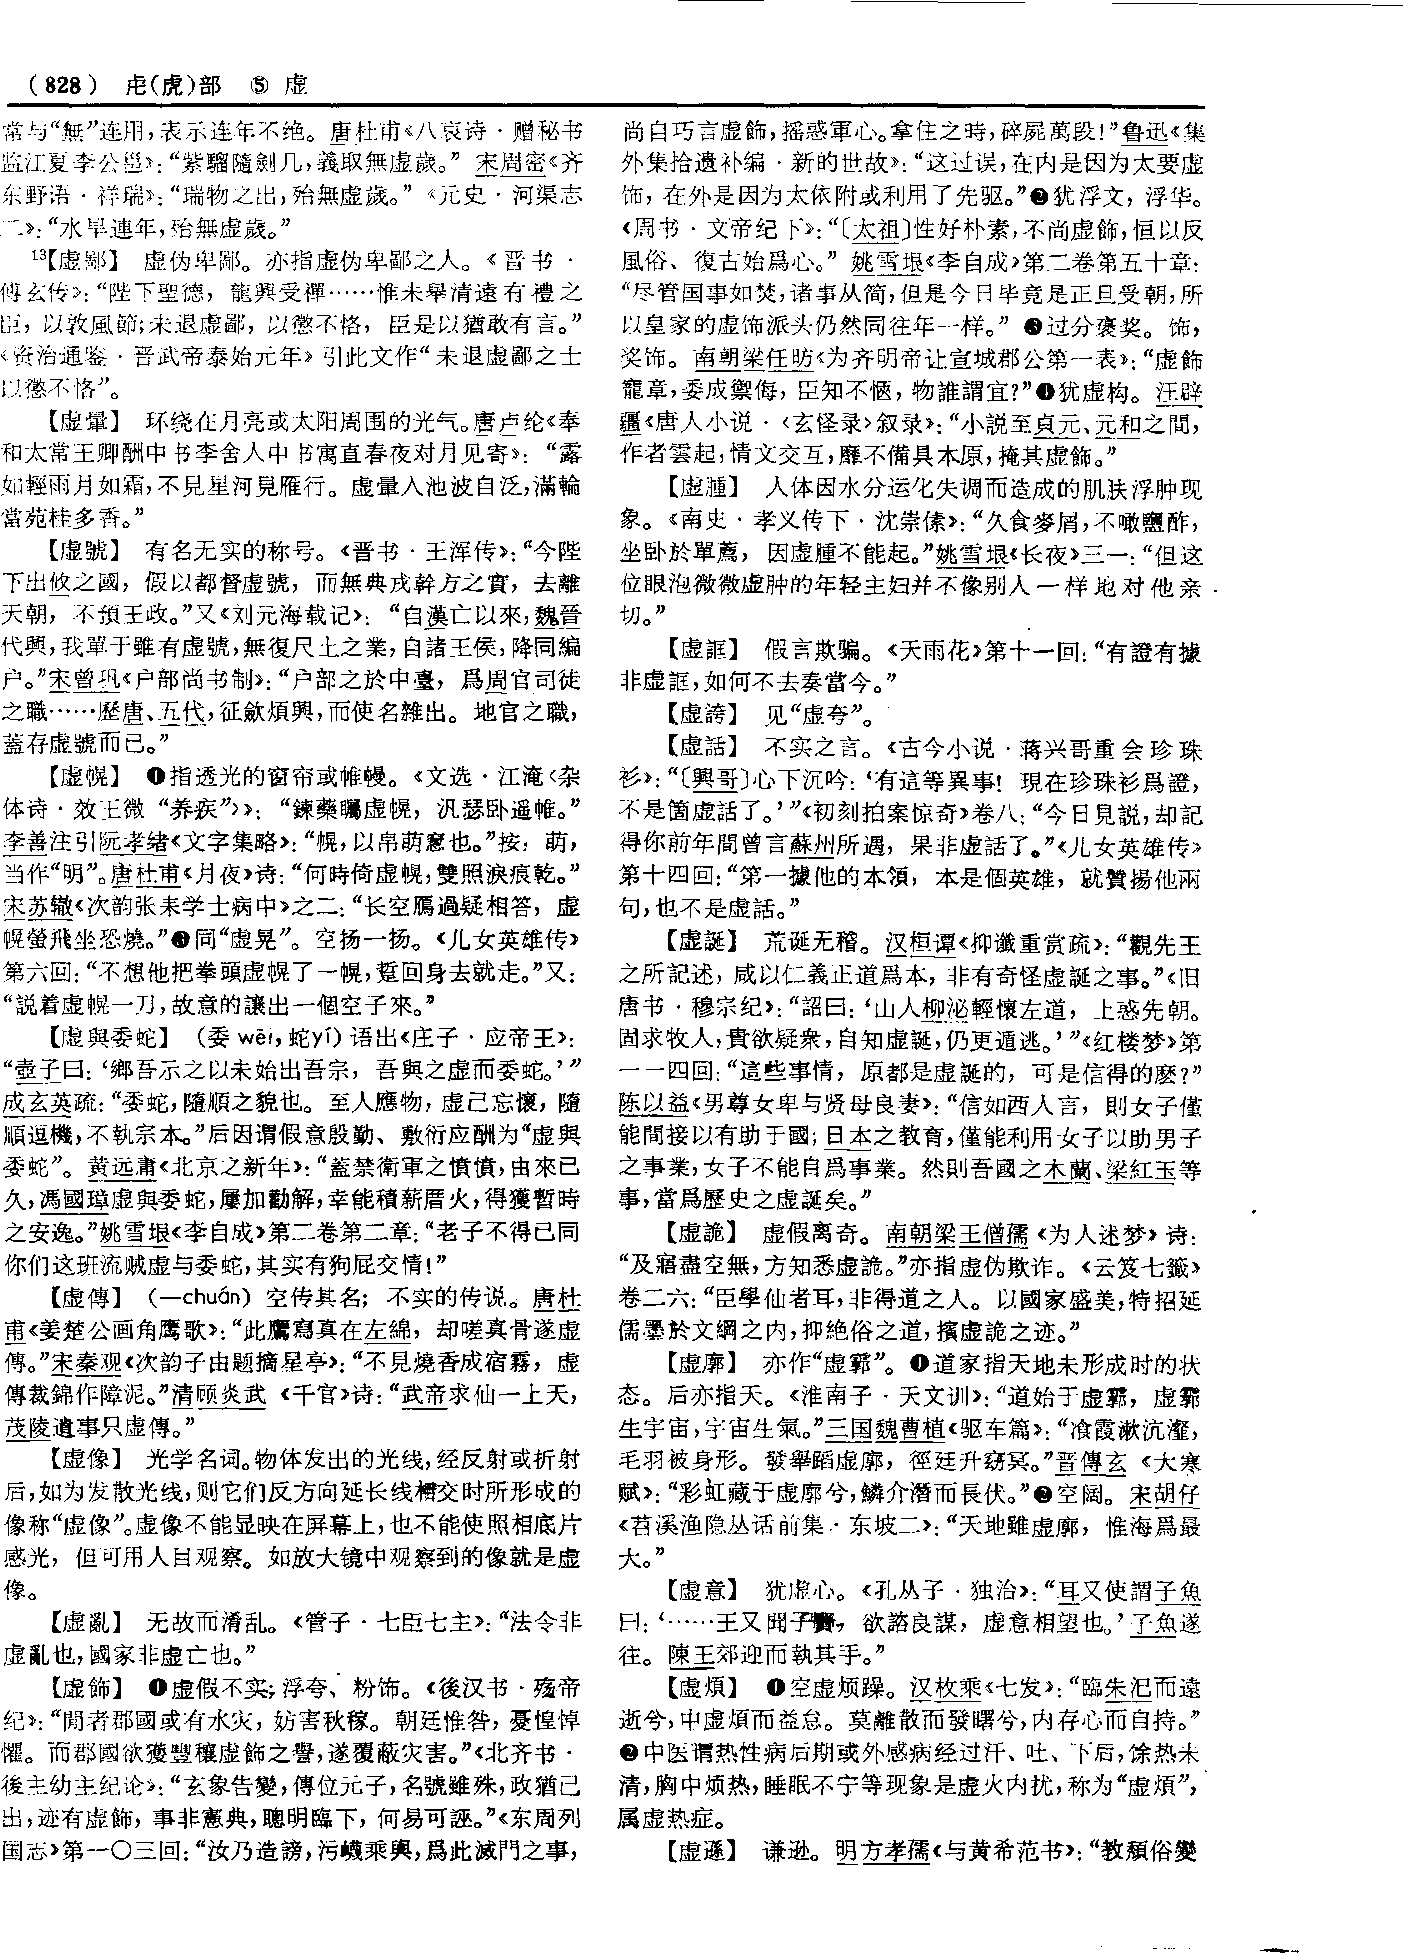 (828) 虍(虎)部 ⑤ 虚
常与“無”连用，表示连年不绝。唐杜甫《八哀诗·赠秘书
监江夏李公邕》：“紫騮隨劍几，義取無虚歲。” 宋周密《齐
东野语·祥瑞》：“瑞物之出，殆無虚歲。”《元史·河渠志
二》：“水旱連年，殆無虚歲。”
13【虚鄙】 虚伪卑鄙。亦指虚伪卑鄙之人。《晋书·
傅玄传》：“陛下聖德，龍興受禪……惟未舉清遠有禮之
臣，以敦風節；未退虚鄙，以懲不恪，臣是以猶敢有言。”
《资治通鉴·晋武帝泰始元年》引此文作“未退虚鄙之士
以懲不恪”。
【虚暈】 环绕在月亮或太阳周围的光气。唐卢纶《奉
和太常王卿酬中书李舍人中书寓直春夜对月见寄》：“露
如輕雨月如霜，不見星河見雁行。虚暈入池波自泛，滿輪
當苑桂多香。”
【虚號】 有名无实的称号。《晋书·王浑传》：“今陛
下出攸之國，假以都督虚號，而無典戎幹方之實，去離
天朝，不預王政。”又《刘元海载记》：“自漢亡以來，魏晉
代興，我單于雖有虚號，無復尺土之業，自諸王侯，降同編
户。”宋曾巩《户部尚书制》：“户部之於中臺，爲周官司徒
之職……歷唐、五代，征斂煩興，而使名雜出。地官之職，
蓋存虚號而已。”
【虚幌】 ❶指透光的窗帘或帷幔。《文选·江淹〈杂
体诗·效王微“养疾”〉》：“鍊藥矚虚幌，汎瑟卧遥帷。”
李善注引阮孝绪《文字集略》：“幌，以帛萌窻也。”按：萌，
当作“明”。唐杜甫《月夜》诗：“何時倚虚幌，雙照淚痕乾。”
宋苏辙《次韵张耒学士病中》之二：“长空鴈過疑相答，虚
幌螢飛坐恐燒。”❷同“虚晃”。空扬一扬。《儿女英雄传》
第六回：“不想他把拳頭虚幌了一幌，趸回身去就走。”又：
“説着虚幌一刀，故意的讓出一個空子來。”
【虚與委蛇】 （委 wēi，蛇yí）语出《庄子·应帝王》：
“壺子曰：‘鄉吾示之以未始出吾宗，吾與之虚而委蛇。’”
成玄英疏：“委蛇，隨順之貌也。至人應物，虚己忘懷，隨
順逗機，不執宗本。”后因谓假意殷勤、敷衍应酬为“虚與
委蛇”。黄远庸《北京之新年》：“蓋禁衛軍之憤憤，由來已
久，馮國璋虚與委蛇，屢加勸解，幸能積薪厝火，得獲暫時
之安逸。”姚雪垠《李自成》第二卷第二章：“老子不得已同
你们这班流贼虚与委蛇，其实有狗屁交情！”
【虚傳】 （—chuán）空传其名；不实的传说。唐杜
甫《姜楚公画角鹰歌》：“此鷹寫真在左綿，却嗟真骨遂虚
傳。”宋秦观《次韵子由题摘星亭》：“不見燒香成宿霧，虚
傳裁錦作障泥。”清顾炎武《千官》诗：“武帝求仙一上天，
茂陵遺事只虚傳。”
【虚像】 光学名词。物体发出的光线，经反射或折射
后，如为发散光线，则它们反方向延长线相交时所形成的
像称“虚像”。虚像不能显映在屏幕上，也不能使照相底片
感光，但可用人目观察。如放大镜中观察到的像就是虚
像。
【虚亂】 无故而淆乱。《管子·七臣七主》：“法令非
虚亂也，國家非虚亡也。”
【虚飾】 ❶虚假不实；浮夸、粉饰。《後汉书·殇帝
纪》：“間者郡國或有水灾，妨害秋稼。朝廷惟咎，憂惶悼
懼。而郡國欲獲豐穰虚飾之譽，遂覆蔽灾害。”《北齐书·
後主幼主纪论》：“玄象告變，傳位元子，名號雖殊，政猶己
出，迹有虚飾，事非憲典，聰明臨下，何易可誣。”《东周列
国志》第一〇三回：“汝乃造謗，污衊乘輿，爲此滅門之事，
尚自巧言虚飾，摇惑軍心。拿住之時，碎屍萬段！”鲁迅《集
外集拾遗补编·新的世故》：“这过误，在内是因为太要虚
饰，在外是因为太依附或利用了先驱。”❷犹浮文，浮华。
《周书·文帝纪下》：“〔太祖〕性好朴素，不尚虚飾，恒以反
風俗、復古始爲心。”姚雪垠《李自成》第二卷第五十章：
“尽管国事如焚，诸事从简，但是今日毕竟是正旦受朝，所
以皇家的虚饰派头仍然同往年一样。”❸过分褒奖。饰，
奖饰。南朝梁任昉《为齐明帝让宣城郡公第一表》：“虚飾
寵章，委成禦侮，臣知不愜，物誰謂宜？”❹犹虚构。汪辟
疆《唐人小说·〈玄怪录〉叙录》：“小説至貞元、元和之間，
作者雲起，情文交互，靡不備具本原，掩其虚飾。”
【虚腫】 人体因水分运化失调而造成的肌肤浮肿现
象。《南史·孝义传下·沈崇傃》：“久食麥屑，不噉鹽酢，
坐卧於單薦，因虚腫不能起。”姚雪垠《长夜》三一：“但这
位眼泡微微虚肿的年轻主妇并不像别人一样地对他亲
切。”
【虚誆】 假言欺骗。《天雨花》第十一回：“有證有據
非虚誆，如何不去奏當今。”
【虚誇】 见“虚夸”。
【虚話】 不实之言。《古今小说·蒋兴哥重会珍珠
衫》：“〔興哥〕心下沉吟：‘有這等異事！現在珍珠衫爲證，
不是箇虚話了。’”《初刻拍案惊奇》卷八：“今日見説，却記
得你前年間曾言蘇州所遇，果非虚話了。”《儿女英雄传》
第十四回：“第一據他的本領，本是個英雄，就贊揚他兩
句，也不是虚話。”
【虚誕】 荒诞无稽。汉桓谭《抑谶重赏疏》：“觀先王
之所記述，咸以仁義正道爲本，非有奇怪虚誕之事。”《旧
唐书·穆宗纪》：“詔曰：‘山人柳泌輕懷左道，上惑先朝。
固求牧人，貴欲疑衆，自知虚誕，仍更遁逃。’”《红楼梦》第
一一四回：“這些事情，原都是虚誕的，可是信得的麽？”
陈以益《男尊女卑与贤母良妻》：“信如西人言，則女子僅
能間接以有助于國；日本之教育，僅能利用女子以助男子
之事業，女子不能自爲事業。然則吾國之木蘭、梁紅玉等
事，當爲歷史之虚誕矣。”
【虚詭】 虚假离奇。南朝梁王僧孺《为人述梦》诗：
“及寤盡空無，方知悉虚詭。”亦指虚伪欺诈。《云笈七籤》
卷二六：“臣學仙者耳，非得道之人。以國家盛美，特招延
儒墨於文綱之内，抑絶俗之道，擯虚詭之迹。”
【虚廓】 亦作“虚霩”。❶道家指天地未形成时的状
态。后亦指天。《淮南子·天文训》：“道始于虚霩，虚霩
生宇宙，宇宙生氣。”三国魏曹植《驱车篇》：“飡霞漱沆瀣，
毛羽被身形。發舉蹈虚廓，徑廷升窈冥。”晋傅玄《大寒
赋》：“彩虹藏于虚廓兮，鱗介潛而長伏。”❷空阔。宋胡仔
《苕溪渔隐丛话前集·东坡二》：“天地雖虚廓，惟海爲最
大。”
【虚意】 犹虚心。《孔丛子·独治》：“耳又使謂子魚
曰：‘……王又聞子賢，欲諮良謀，虚意相望也。’子魚遂
往。陳王郊迎而執其手。”
【虚煩】 ❶空虚烦躁。汉枚乘《七发》：“臨朱汜而遠
逝兮，中虚煩而益怠。莫離散而發曙兮，内存心而自持。”
❷中医谓热性病后期或外感病经过汗、吐、下后，馀热未
清，胸中烦热，睡眠不宁等现象是虚火内扰，称为“虚煩”，
属虚热症。
【虚遜】 谦逊。明方孝孺《与黄希范书》：“教頹俗變